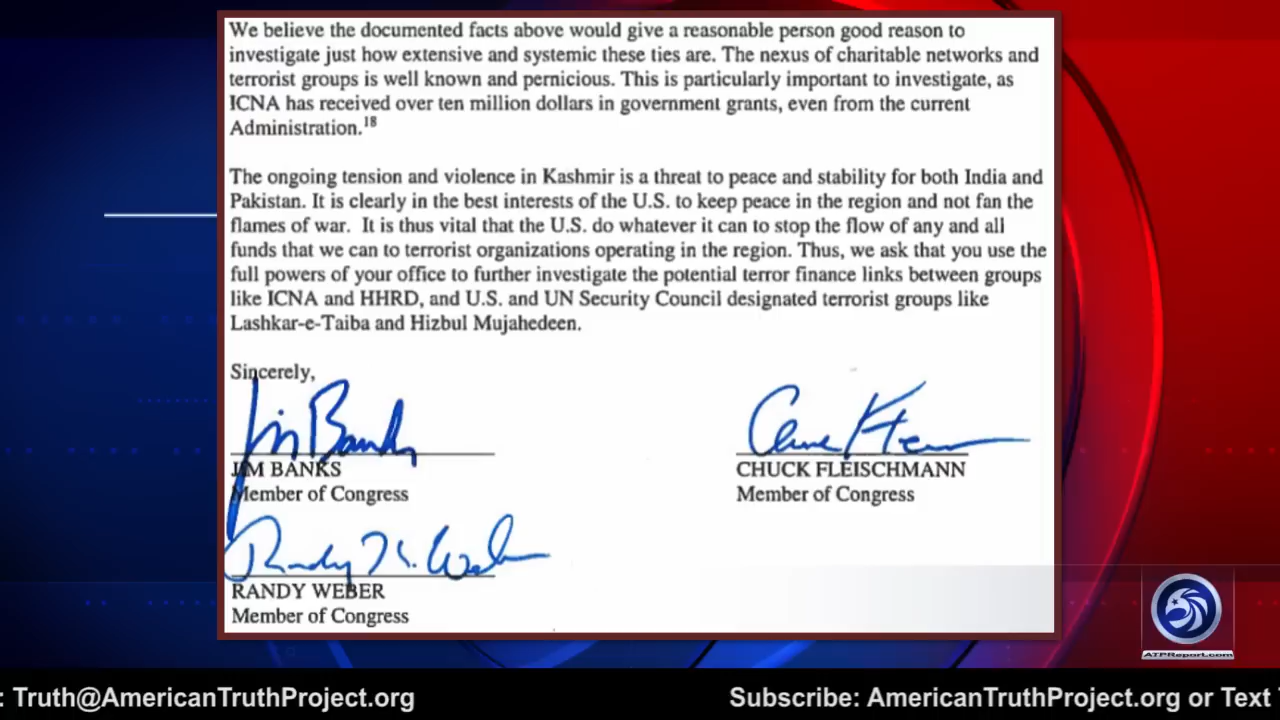 We believe the documented facts above would give a reasonable person good reason to
investigate just how extensive and systemic these ties are. The nexus of charitable networks and
terrorist groups is well known and pernicious. This is particularly important to investigate, as
ICNA has received over ten million dollars in government grants, even from the current
Administration.18
The ongoing tension and violence in Kashmir is a threat to peace and stability for both India and
Pakistan. It is clearly in the best interests of the U.S. to keep peace in the region and not fan the
flames of war. It is thus vital that the U.S. do whatever it can to stop the flow of any and all
funds that we can to terrorist organizations operating in the region. Thus, we ask that you use the
full powers of your office to further investigate the potential terror finance links between groups
like ICNA and HHRD, and U.S. and UN Security Council designated terrorist groups like
Lashkar-e-Taiba and Hizbul Mujahedeen.
Sincerely,
Jim Banks
JIM BANKS
Member of Congress
CHUCK FLEISCHMANN
Member of Congress
Randy K. Weber
RANDY WEBER
Member of Congress
ATPReport.com
: Truth@AmericanTruthProject.org
Subscribe: AmericanTruthProject.org or Text